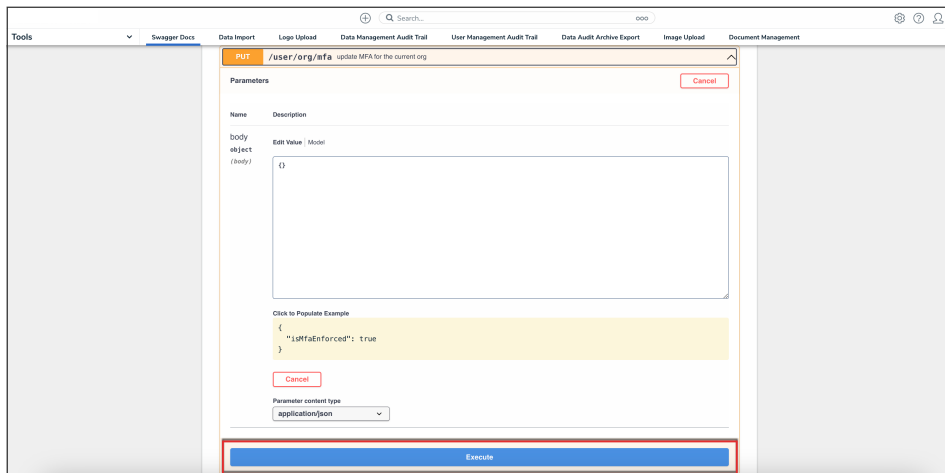 Search...
ooo
Tools
Swagger Docs Data Import Logo Upload Data Management Audit Trail User Management Audit Trail Data Audit Archive Export Image Upload Document Management
PUT /user/org/mfa update MFA for the current org
Parameters Cancel
Name Description
body
object
(body)
Edit Value | Model
{}
Click to Populate Example
{
  "isMfaEnforced": true
}
Cancel
Parameter content type
application/json
Execute